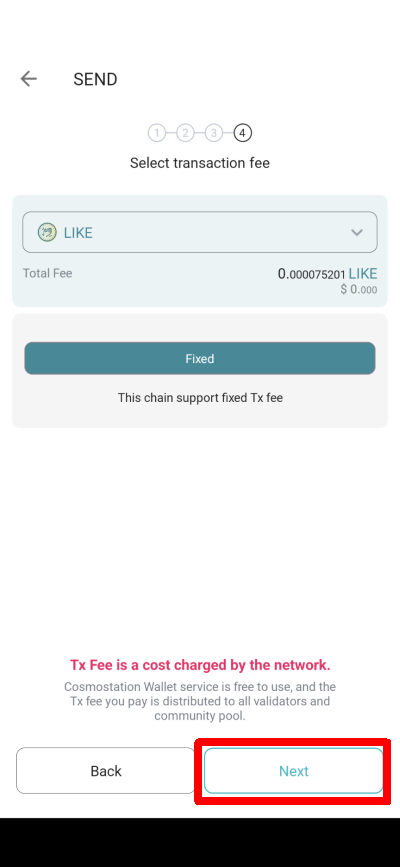 SEND
1 2 3 4
Select transaction fee
LIKE
Total Fee 0.000075201 LIKE
$ 0.000
Fixed
This chain support fixed Tx fee
Tx Fee is a cost charged by the network.
Cosmostation Wallet service is free to use, and the
Tx fee you pay is distributed to all validators and
community pool.
Back Next